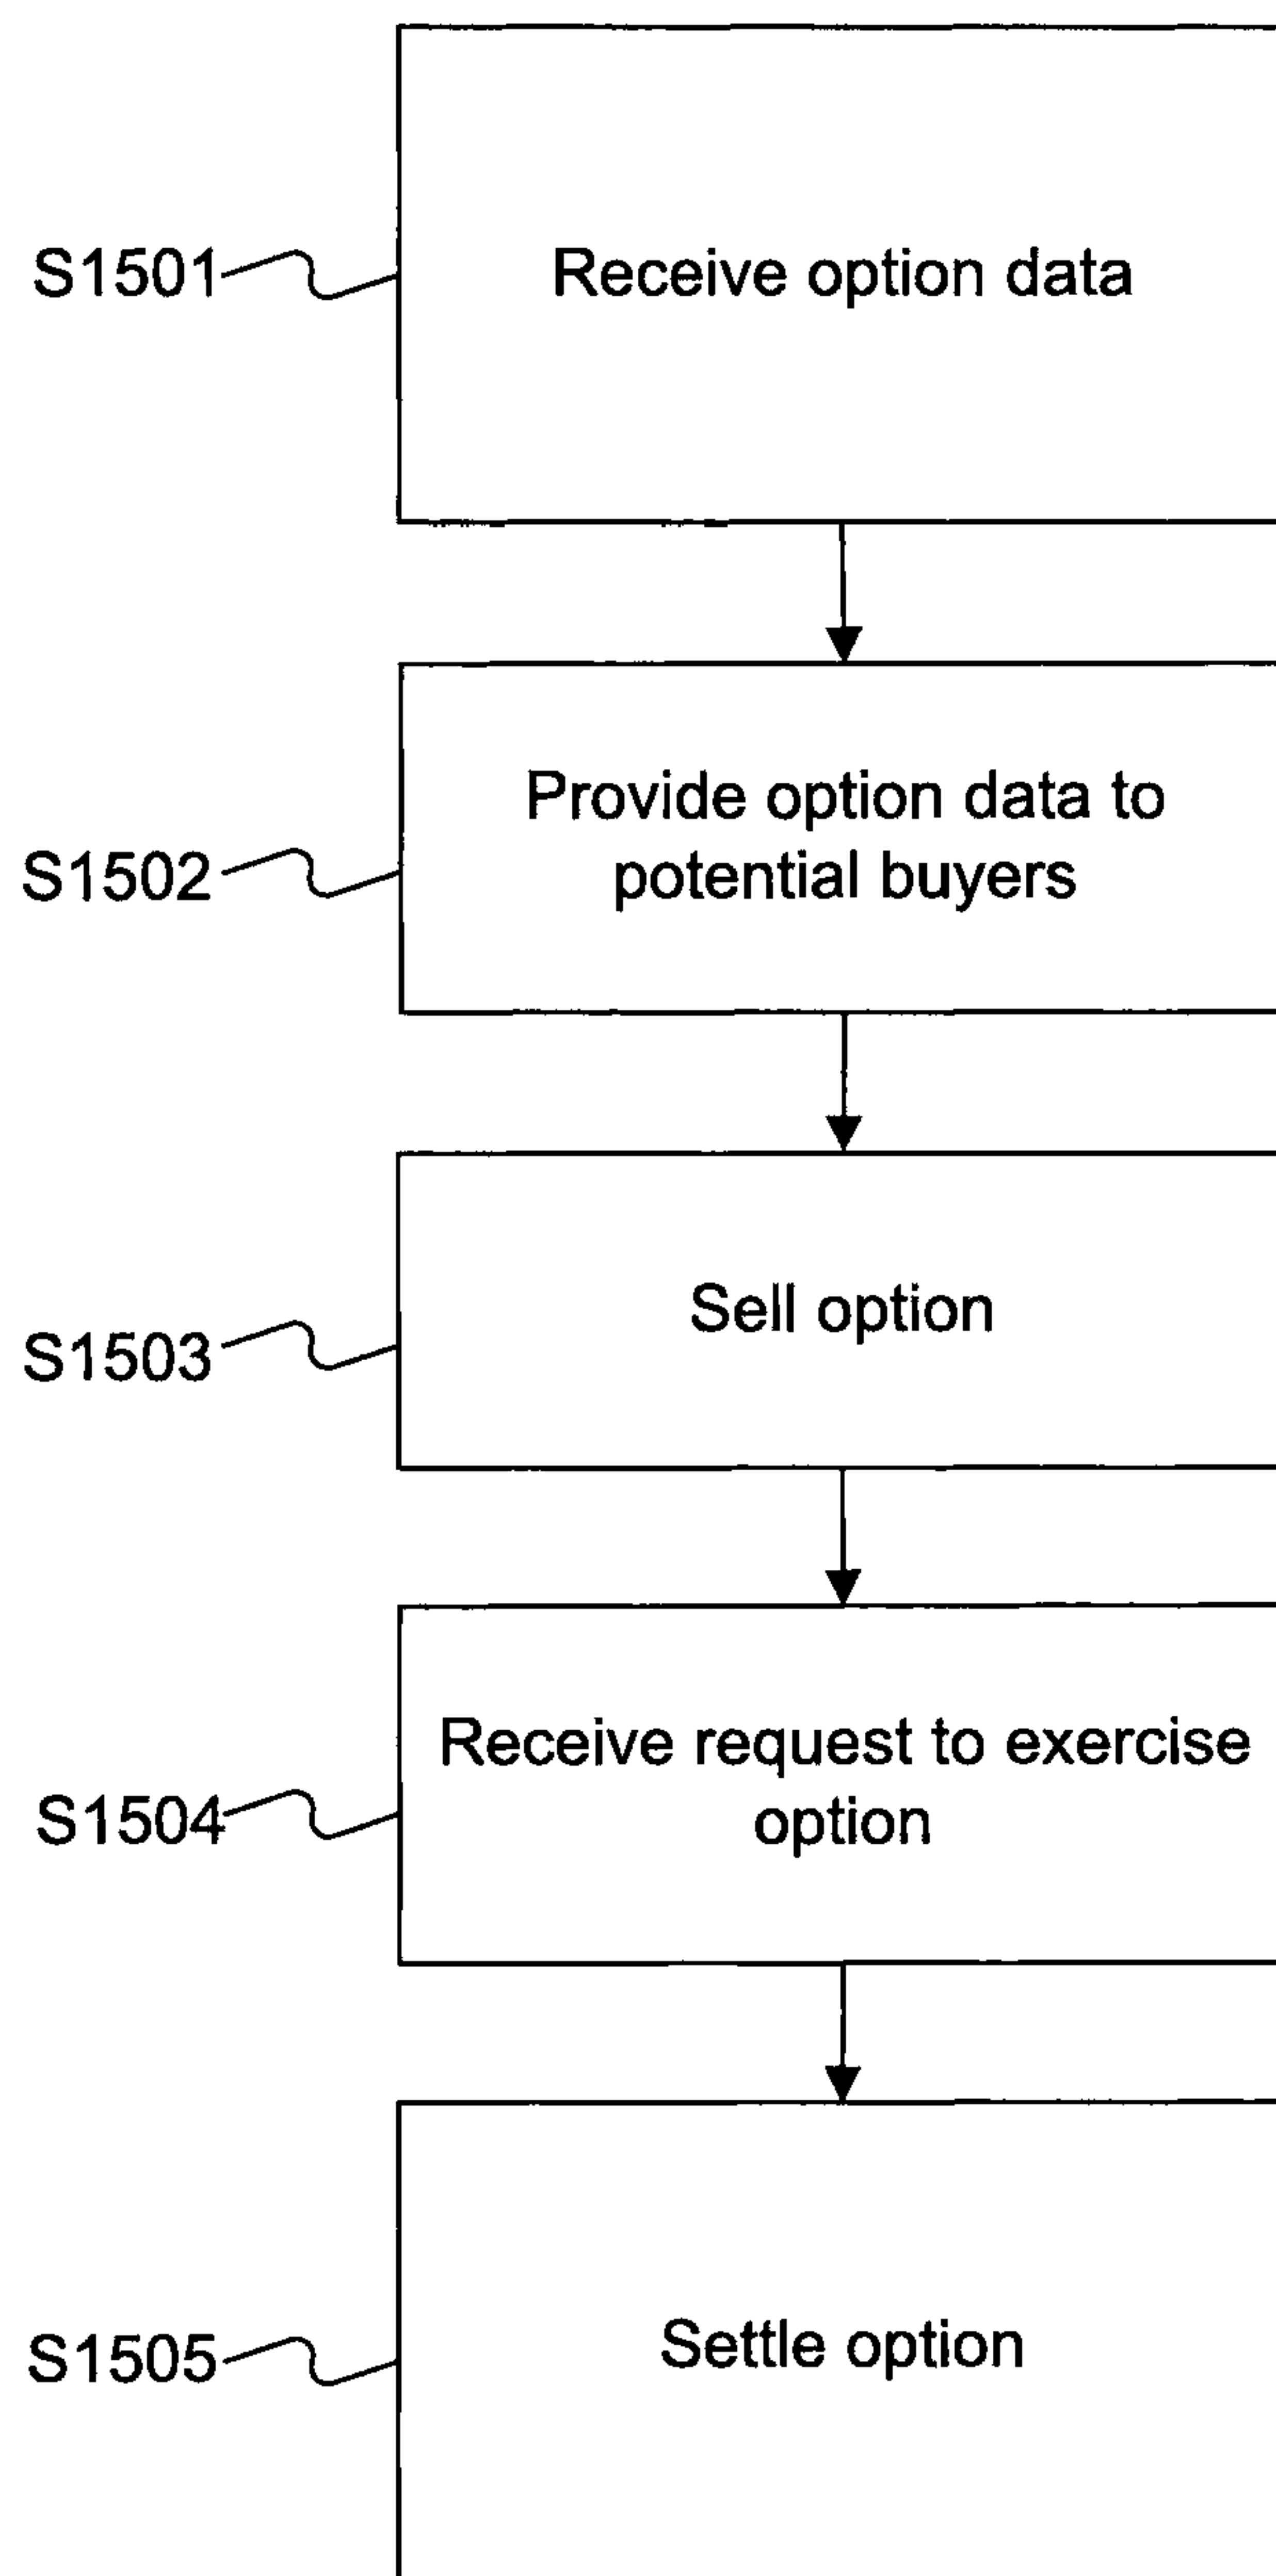 S1501
Receive option data
Provide option data to
potential buyers
S1502
Sell option
S1503
Receive request to exercise
option
S1504
Settle option
S1505